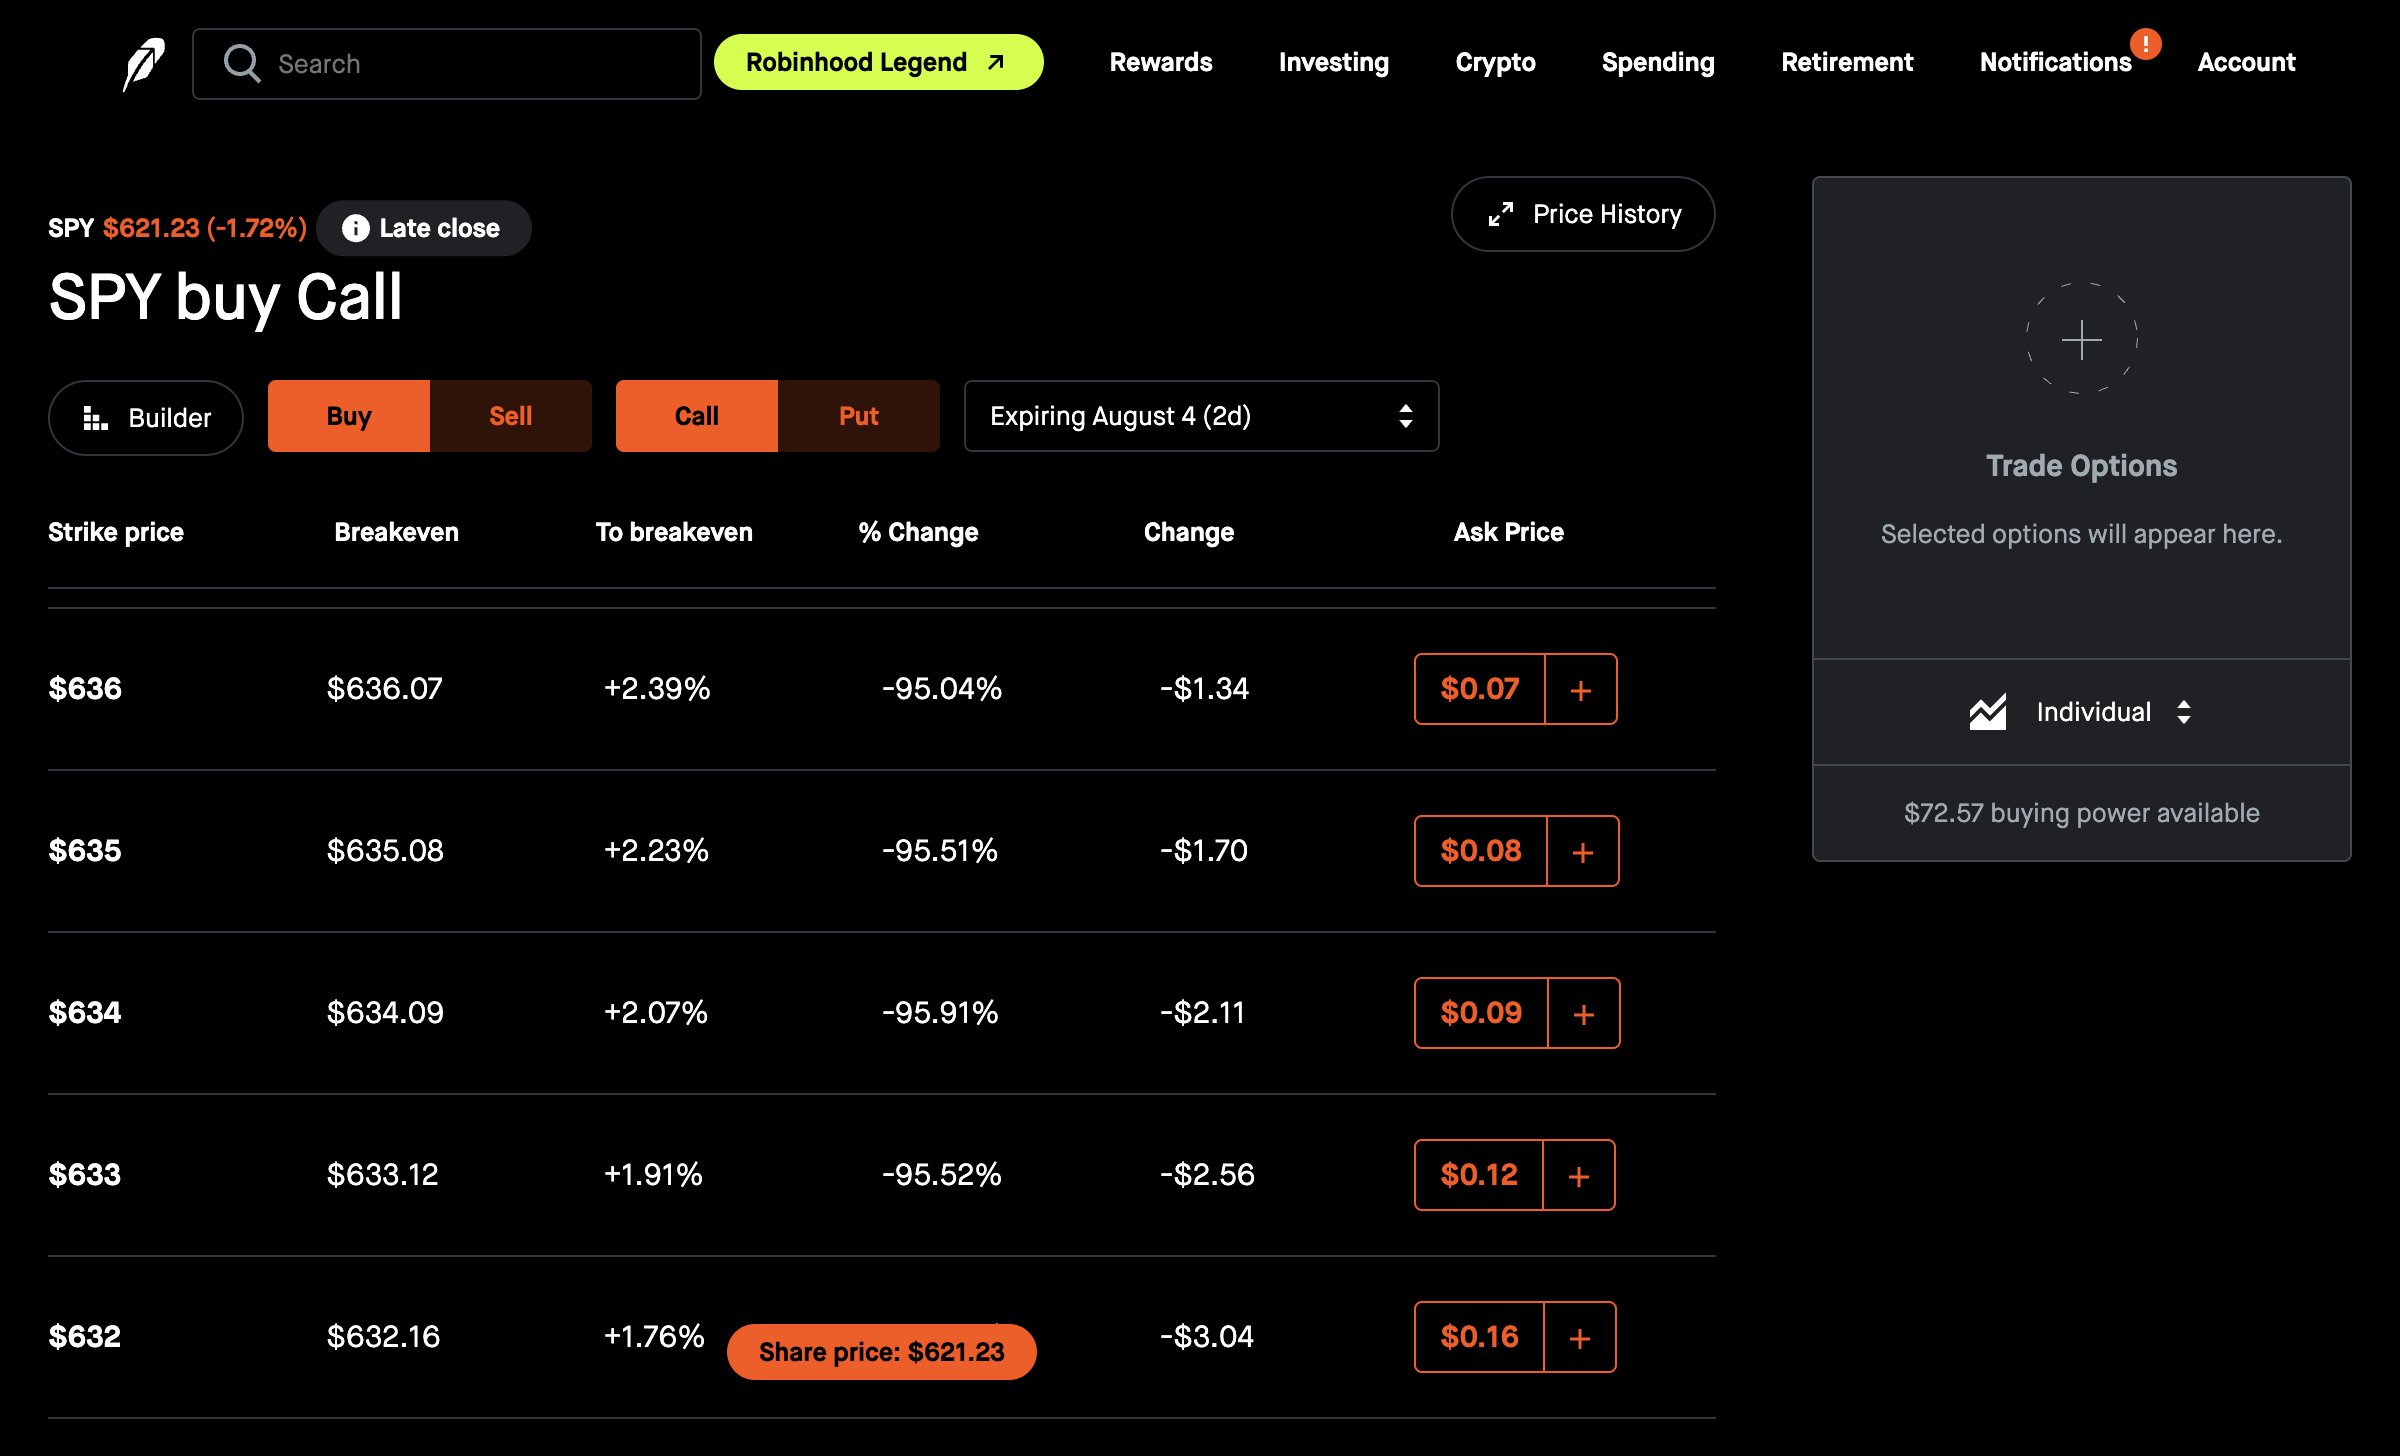 Search
Robinhood Legend
Rewards
Investing
Crypto
Spending
Retirement
Notifications
!
Account
SPY $621.23 (-1.72%)
Late close
Price History
SPY buy Call
Builder
Buy
Sell
Call
Put
Expiring August 4 (2d)
Strike price Breakeven To breakeven % Change Change Ask Price
$636 $636.07 +2.39% -95.04% -$1.34 $0.07 +
$635 $635.08 +2.23% -95.51% -$1.70 $0.08 +
$634 $634.09 +2.07% -95.91% -$2.11 $0.09 +
$633 $633.12 +1.91% -95.52% -$2.56 $0.12 +
$632 $632.16 +1.76% -$3.04 $0.16 +
Share price: $621.23
Trade Options
Selected options will appear here.
Individual
$72.57 buying power available